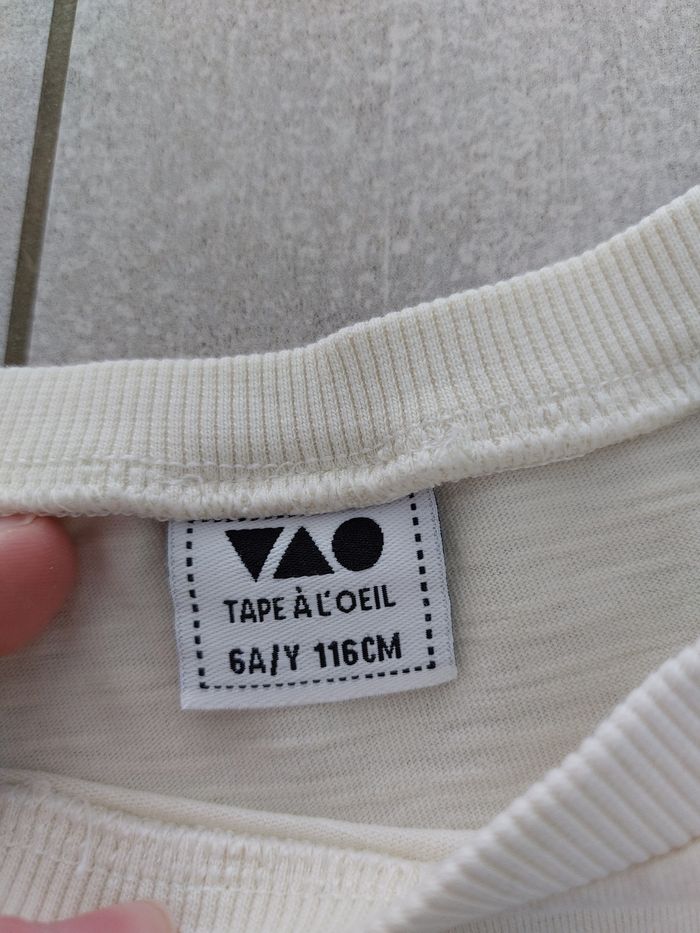 TAPE À L'OEIL
6A/Y 116CM